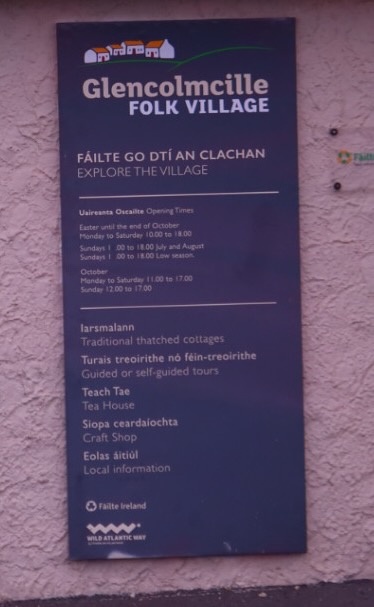 Glencolmcille
FOLK VILLAGE
FÁILTE GO DTÍ AN CLACHAN
EXPLORE THE VILLAGE
Uaireanta Oscailte Opening Times
Easter until the end of October
Monday to Saturday 10.00 to 18.00
Sundays 1 .00 to 18.00 July and August
Sundays 1 .00 to 18.00 Low season.
October
Monday to Saturday 11.00 to 17.00
Sunday 12.00 to 17.00
Iarsmalann
Traditional thatched cottages
Turais treoirithe nó féin-treoirithe
Guided or self-guided tours
Teach Tae
Tea House
Siopa ceardaíochta
Craft Shop
Eolas áitiúl
Local information
Fáilte Ireland
WILD ATLANTIC WAY